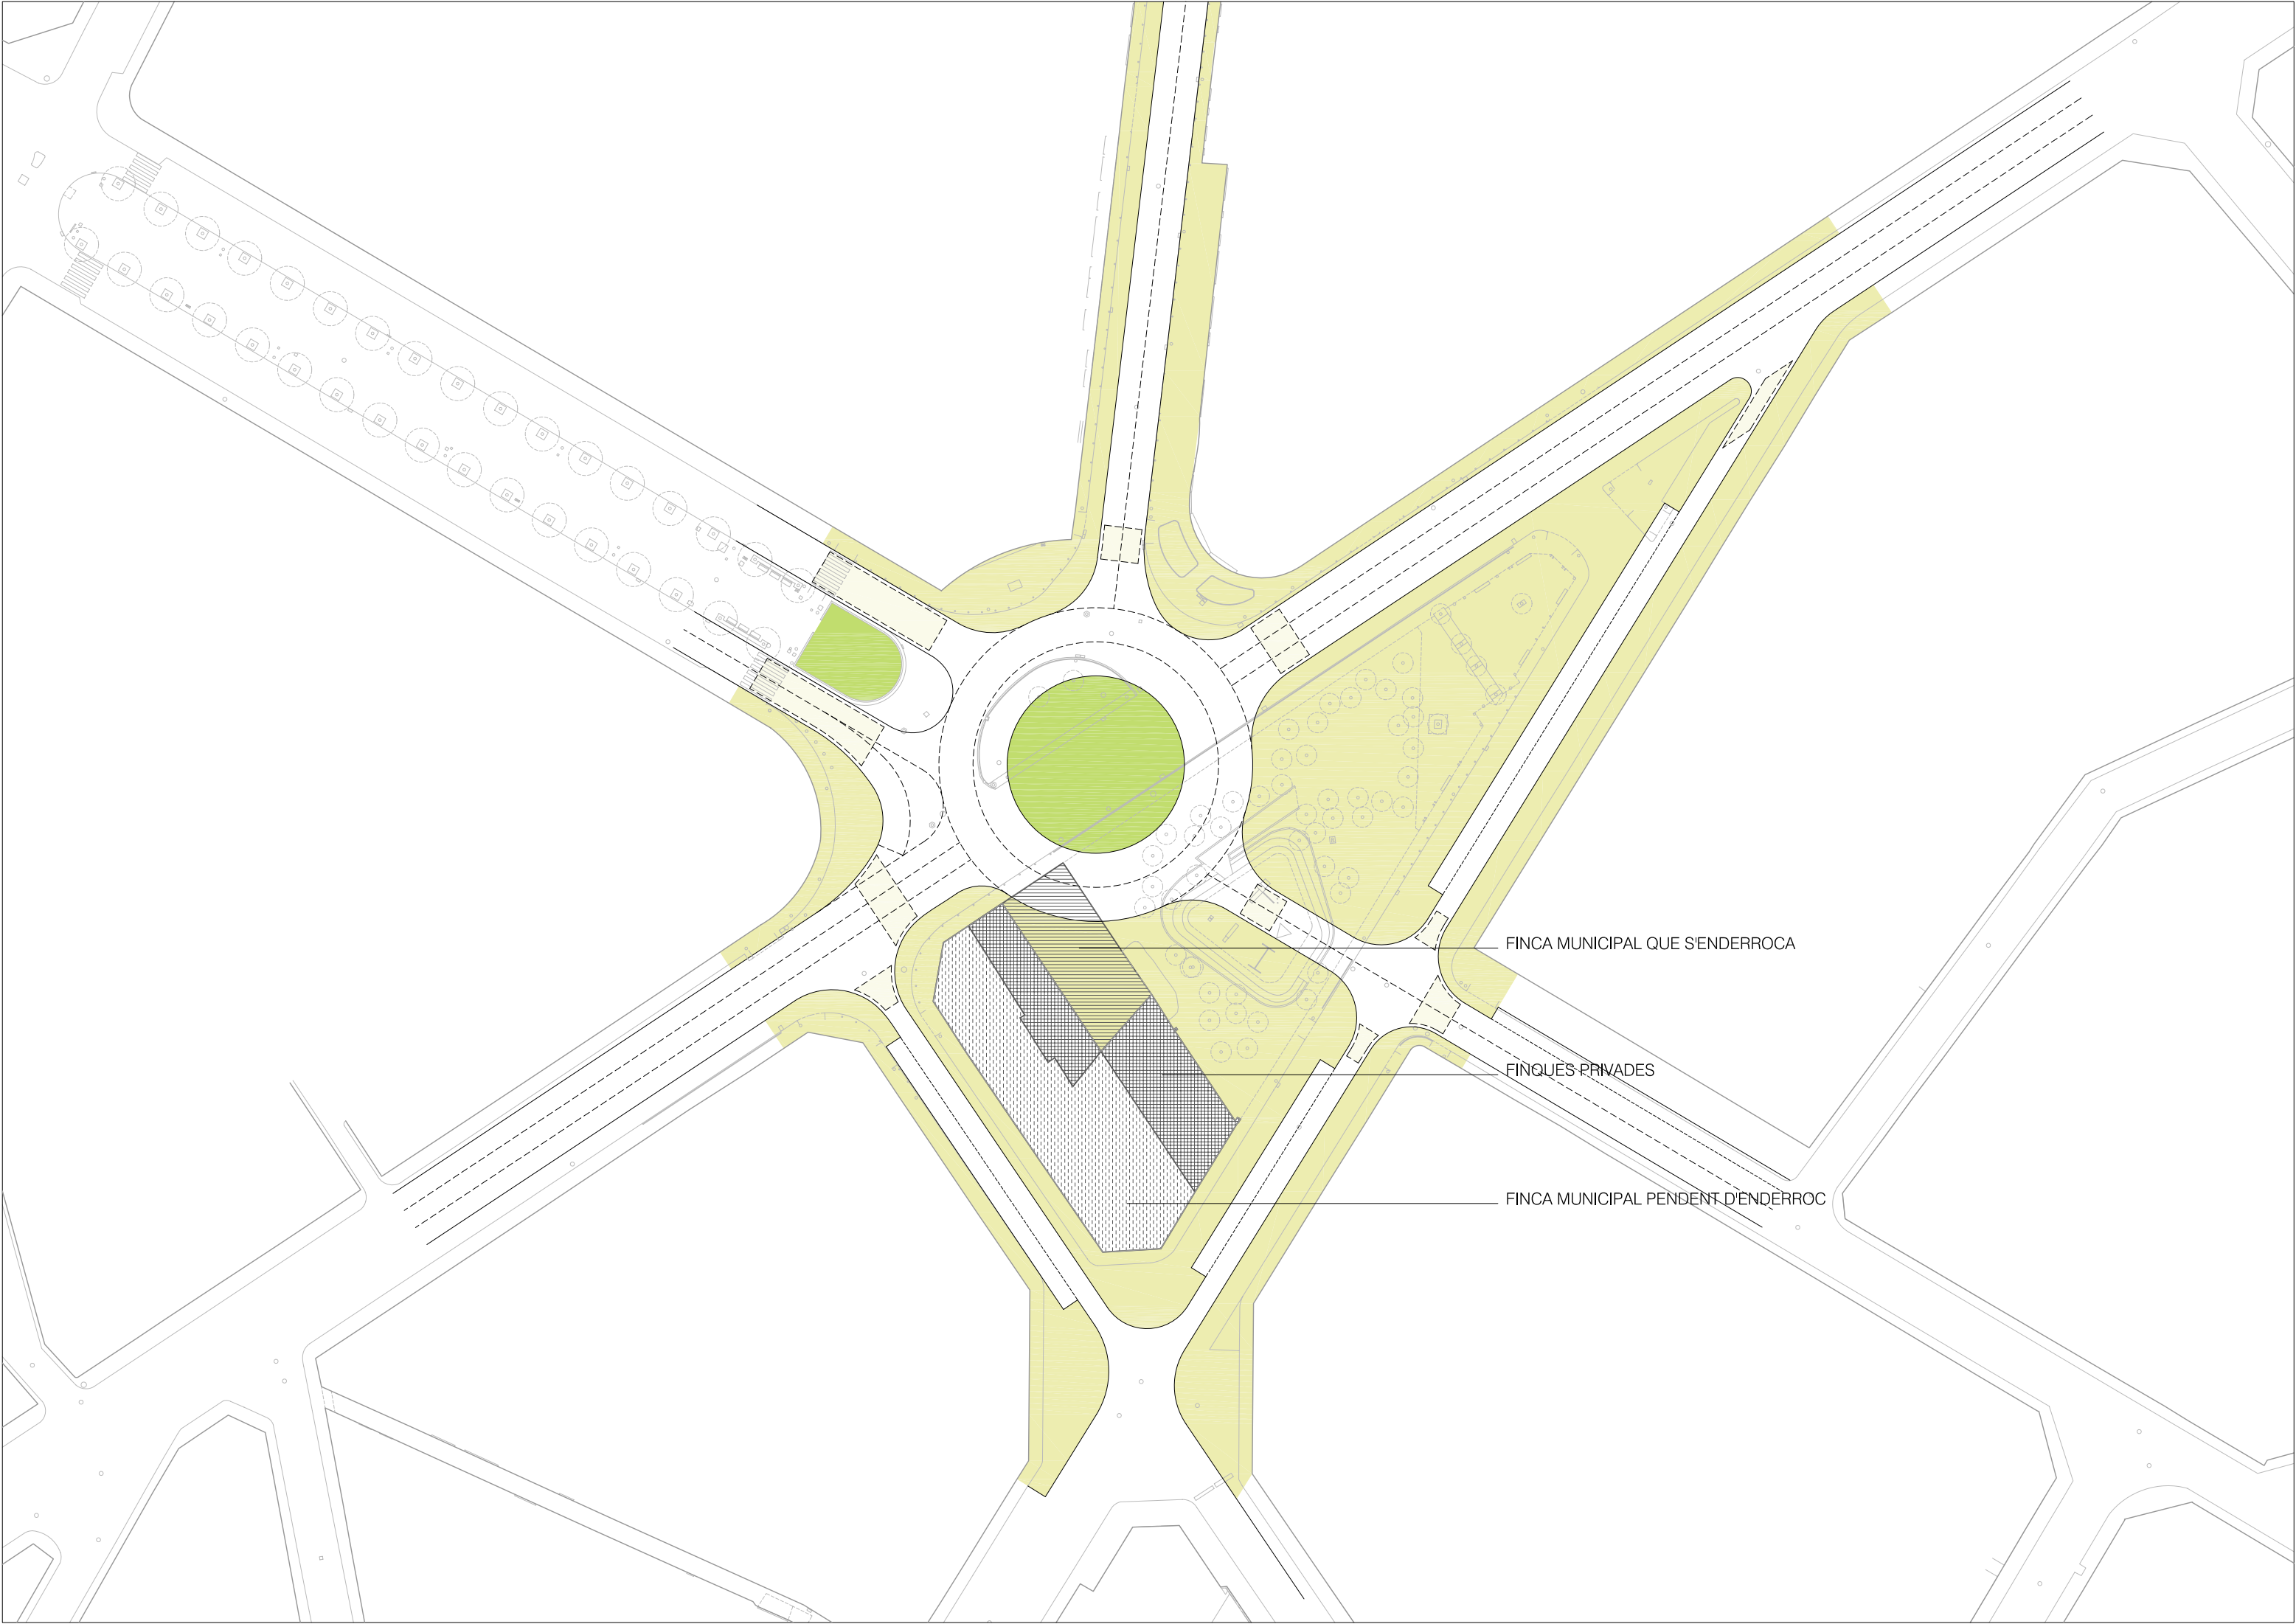 FINCA MUNICIPAL QUE S'ENDERROCA
FINQUES PRIVADES
FINCA MUNICIPAL PENDENT D'ENDERROC